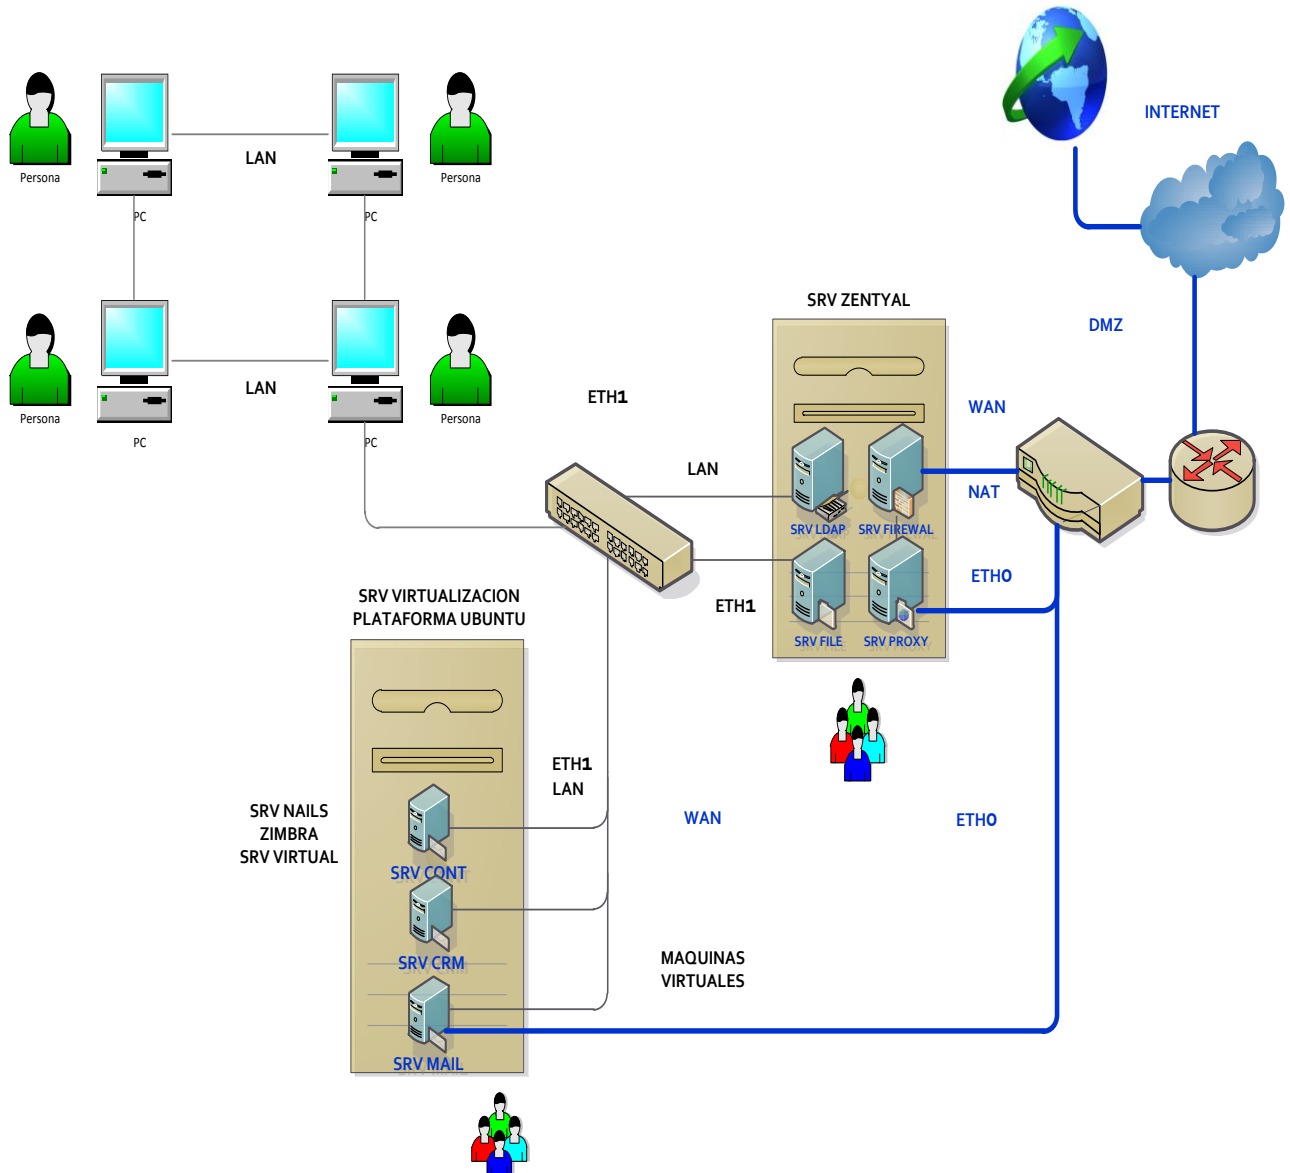 INTERNET
LAN
Persona
Persona
PC
PC
SRV ZENTYAL
DMZ
LAN
ETH1
WAN
Persona
Persona
PC
PC
LAN
NAT
SRV LDAP
SRV FIREWAL
ETH0
SRV VIRTUALIZACION
PLATAFORMA UBUNTU
ETH1
SRV FILE
SRV PROXY
ETH1
LAN
SRV NAILS
ZIMBRA
SRV VIRTUAL
WAN
ETH0
SRV CONT
SRV CRM
MAQUINAS
VIRTUALES
SRV MAIL